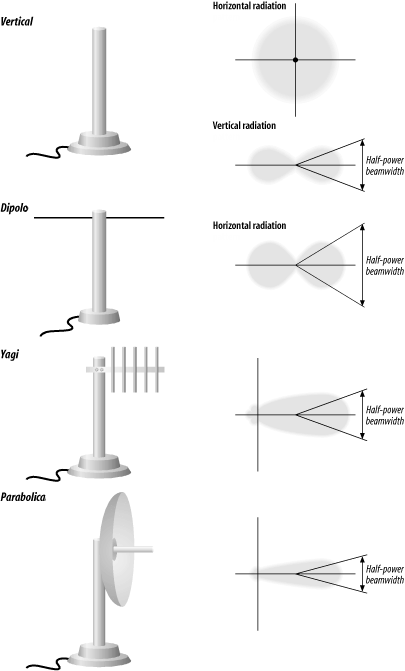 Vertical
Horizontal radiation
Vertical radiation
Half-power
beamwidth
Dipolo
Horizontal radiation
Half-power
beamwidth
Yagi
Half-power
beamwidth
Parabolica
Half-power
beamwidth